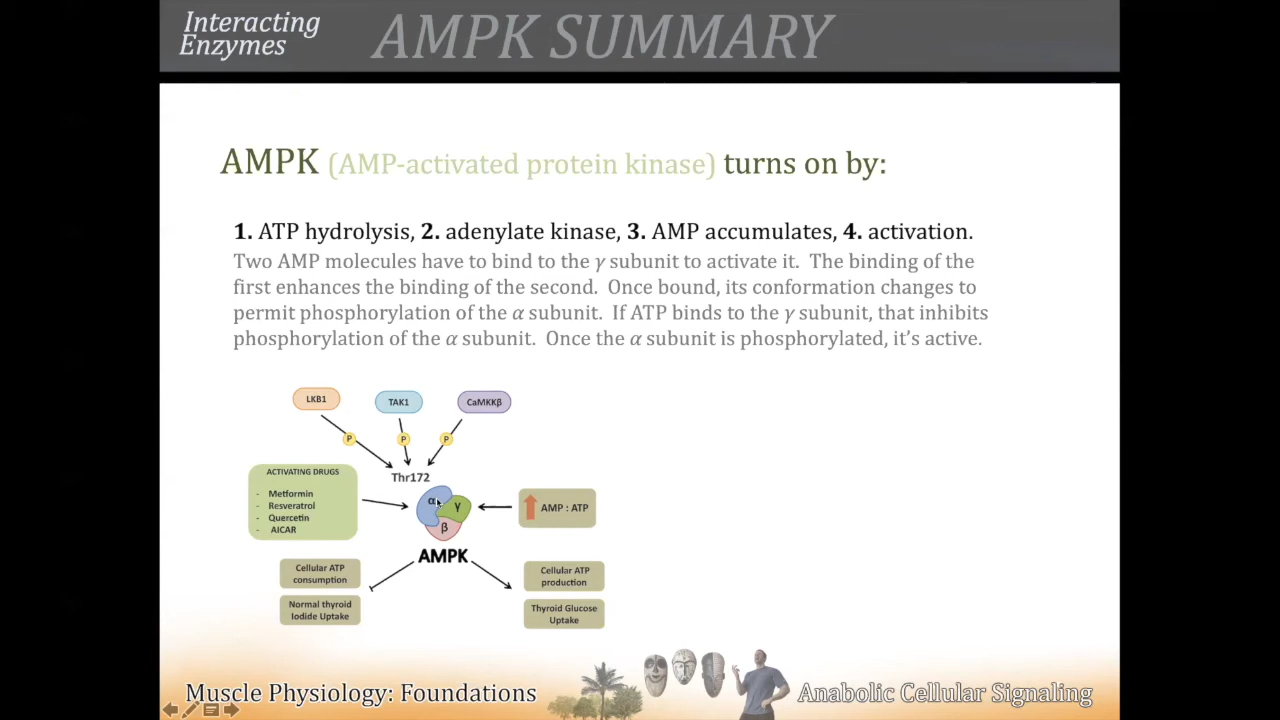 Interacting
Enzymes
AMPK SUMMARY
AMPK (AMP-activated protein kinase) turns on by:
1. ATP hydrolysis, 2. adenylate kinase, 3. AMP accumulates, 4. activation.
Two AMP molecules have to bind to the γ subunit to activate it. The binding of the
first enhances the binding of the second. Once bound, its conformation changes to
permit phosphorylation of the α subunit. If ATP binds to the γ subunit, that inhibits
phosphorylation of the α subunit. Once the α subunit is phosphorylated, it’s active.
LKB1
TAK1
CaMKKβ
P
P
P
Thr172
ACTIVATING DRUGS
- Metformin
- Resveratrol
- Quercetin
- AICAR
α
γ
β
AMP : ATP
AMPK
Cellular ATP
consumption
Normal thyroid
Iodide Uptake
Cellular ATP
production
Thyroid Glucose
Uptake
Muscle Physiology: Foundations
Anabolic Cellular Signaling